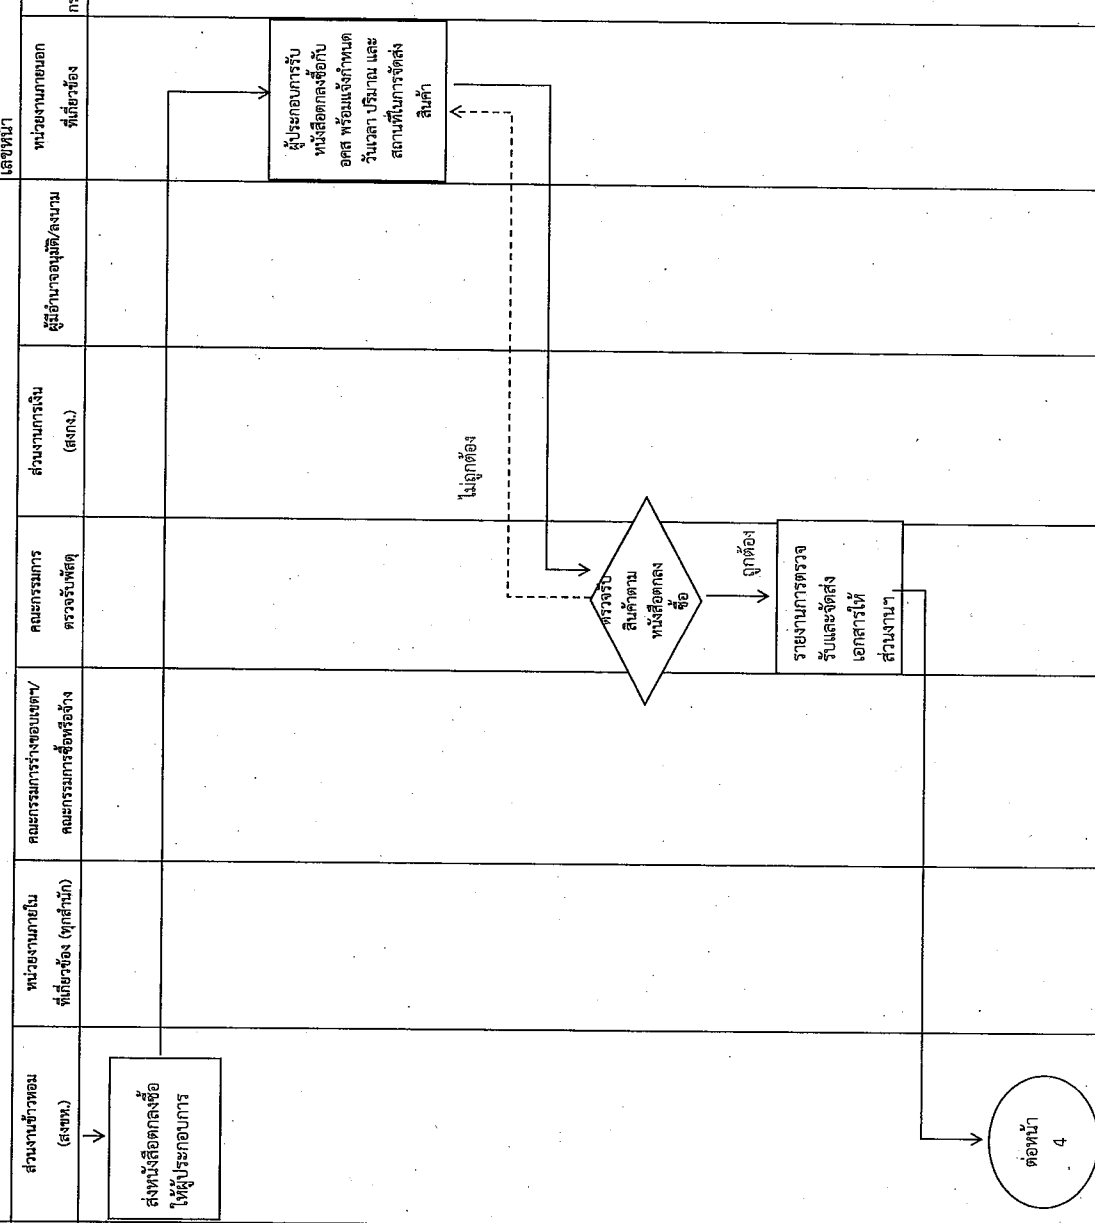 เลขหน้า
ส่วนงานข้าวหอม
(สงขห.)
หน่วยงานภายใน
ที่เกี่ยวข้อง (ทุกสำนัก)
คณะกรรมการร่างขอบเขตฯ/
คณะกรรมการซื้อหรือจ้าง
คณะกรรมการ
ตรวจรับพัสดุ
ส่วนงานการเงิน
(สงกง.)
ผู้มีอำนาจอนุมัติ/ลงนาม
หน่วยงานภายนอก
ที่เกี่ยวข้อง
ส่งหนังสือตกลงซื้อ
ให้ผู้ประกอบการ
ผู้ประกอบการรับ
หนังสือตกลงซื้อกับ
อคส พร้อมแจ้งกำหนด
วันเวลา ปริมาณ และ
สถานที่ในการจัดส่ง
สินค้า
ไม่ถูกต้อง
ตรวจรับ
สินค้าตาม
หนังสือตกลง
ซื้อ
ถูกต้อง
รายงานการตรวจ
รับและจัดส่ง
เอกสารให้
ส่วนงานฯ
ต่อหน้า
4